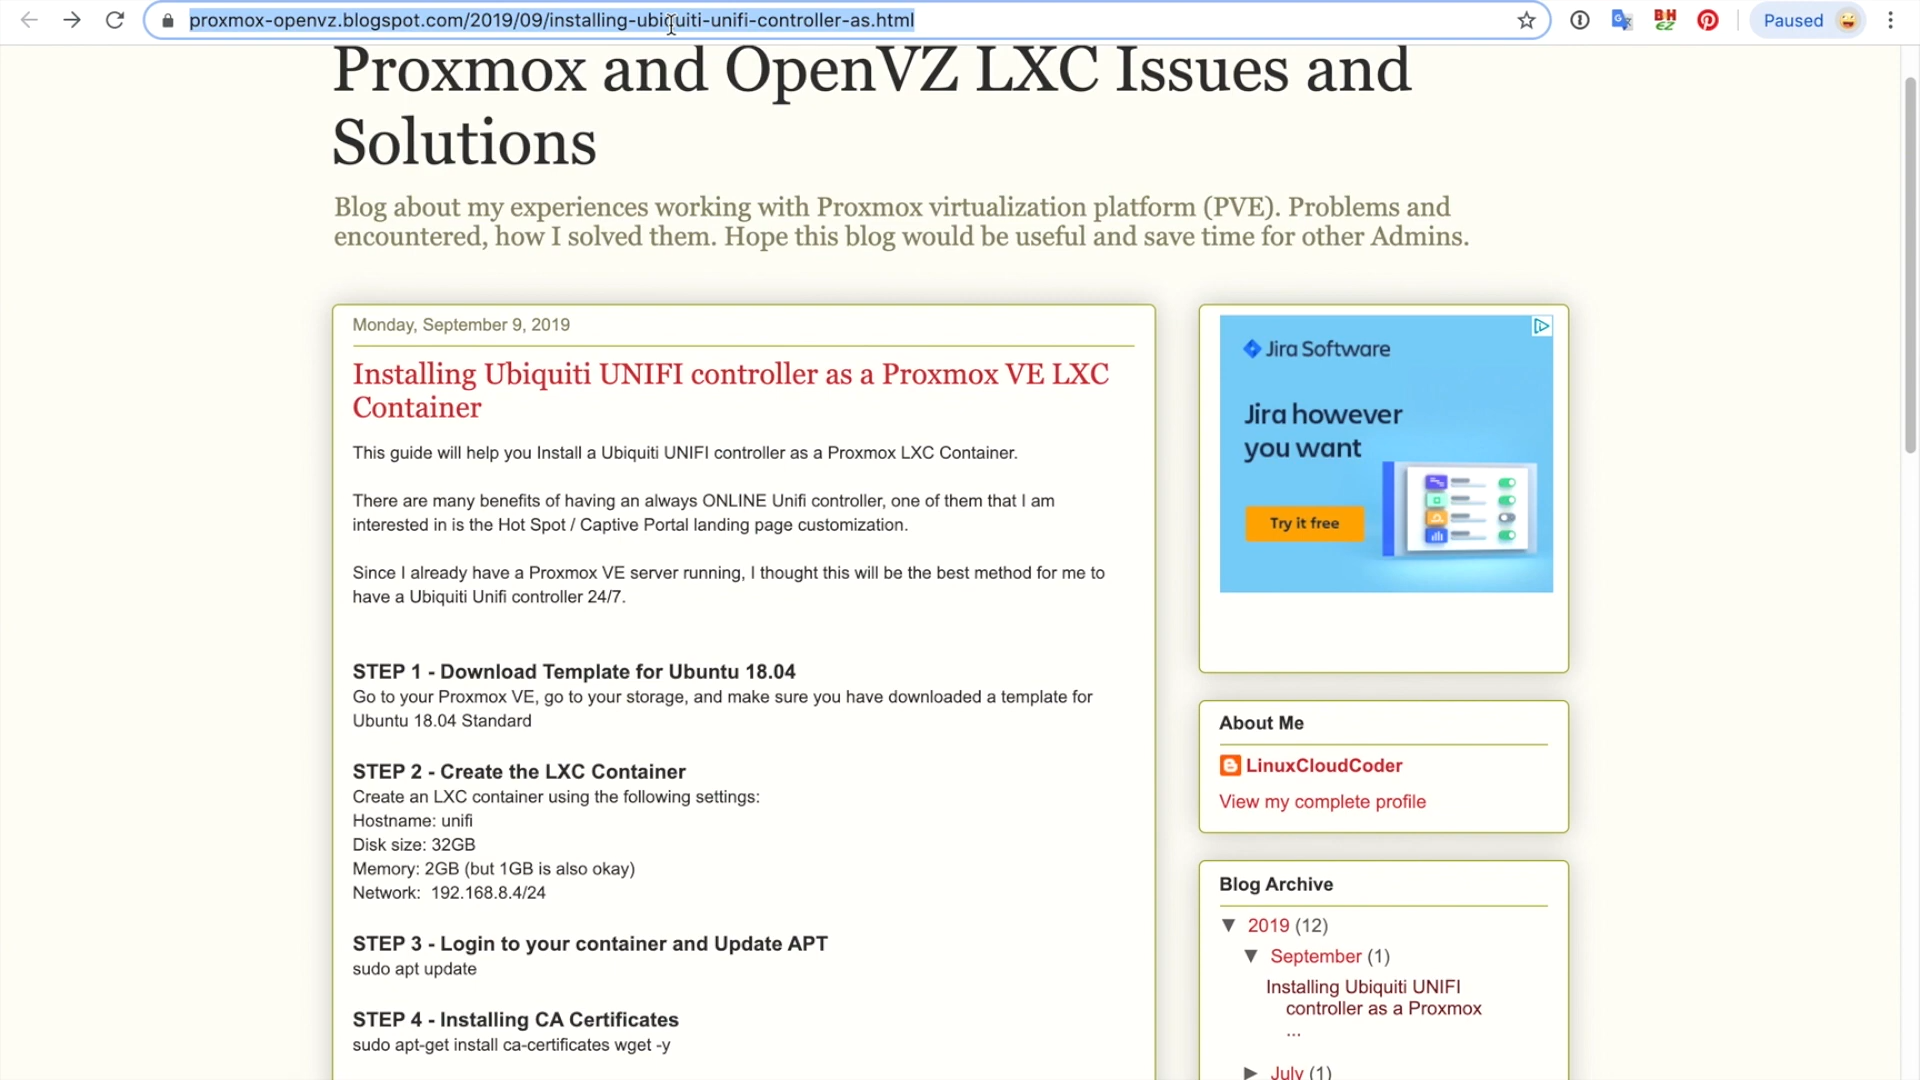 proxmox-openvz.blogspot.com/2019/09/installing-ubiquiti-unifi-controller-as.html
Paused
Proxmox and OpenVZ LXC Issues and
Solutions
Blog about my experiences working with Proxmox virtualization platform (PVE). Problems and
encountered, how I solved them. Hope this blog would be useful and save time for other Admins.
Monday, September 9, 2019
Installing Ubiquiti UNIFI controller as a Proxmox VE LXC
Container
This guide will help you Install a Ubiquiti UNIFI controller as a Proxmox LXC Container.
There are many benefits of having an always ONLINE Unifi controller, one of them that I am
interested in is the Hot Spot / Captive Portal landing page customization.
Since I already have a Proxmox VE server running, I thought this will be the best method for me to
have a Ubiquiti Unifi controller 24/7.
STEP 1 - Download Template for Ubuntu 18.04
Go to your Proxmox VE, go to your storage, and make sure you have downloaded a template for
Ubuntu 18.04 Standard
STEP 2 - Create the LXC Container
Create an LXC container using the following settings:
Hostname: unifi
Disk size: 32GB
Memory: 2GB (but 1GB is also okay)
Network:  192.168.8.4/24
STEP 3 - Login to your container and Update APT
sudo apt update
STEP 4 - Installing CA Certificates
sudo apt-get install ca-certificates wget -y
Jira Software
Jira however
you want
Try it free
About Me
LinuxCloudCoder
View my complete profile
Blog Archive
▼ 2019 (12)
▼ September (1)
Installing Ubiquiti UNIFI
controller as a Proxmox
...
► July (1)
BH
EZ